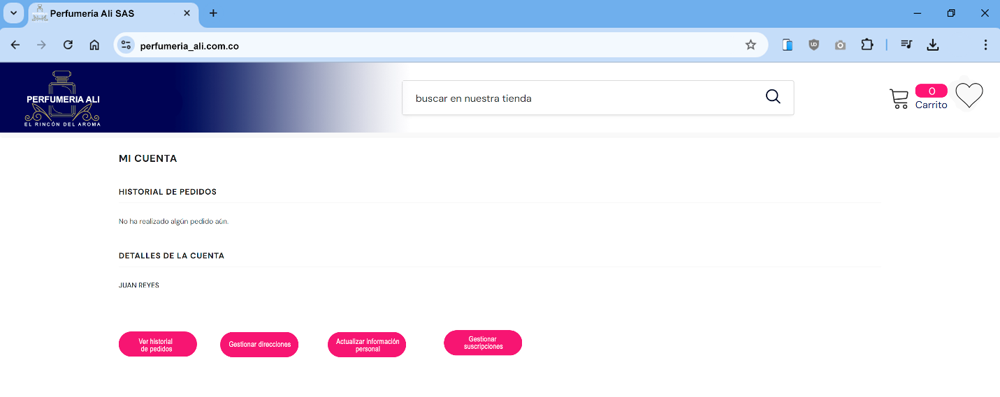 Perfumería Ali SAS
perfumeria_ali.com.co
PERFUMERIA ALI
EL RINCÓN DEL AROMA
buscar en nuestra tienda
0
Carrito
MI CUENTA
HISTORIAL DE PEDIDOS
No ha realizado algún pedido aún.
DETALLES DE LA CUENTA
JUAN REYES
Ver historial
de pedidos
Gestionar direcciones
Actualizar información
personal
Gestionar
suscripciones